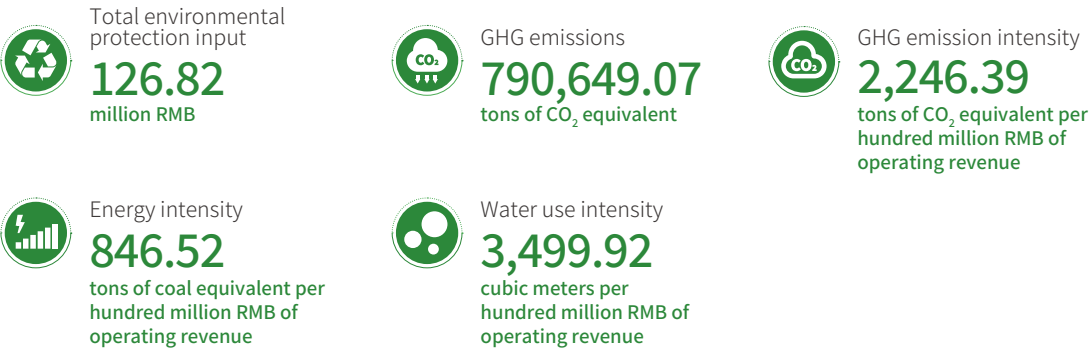 Total environmental
protection input
126.82
million RMB
CO₂
GHG emissions
790,649.07
tons of CO₂ equivalent
CO₂
GHG emission intensity
2,246.39
tons of CO₂ equivalent per
hundred million RMB of
operating revenue
Energy intensity
846.52
tons of coal equivalent per
hundred million RMB of
operating revenue
Water use intensity
3,499.92
cubic meters per
hundred million RMB of
operating revenue